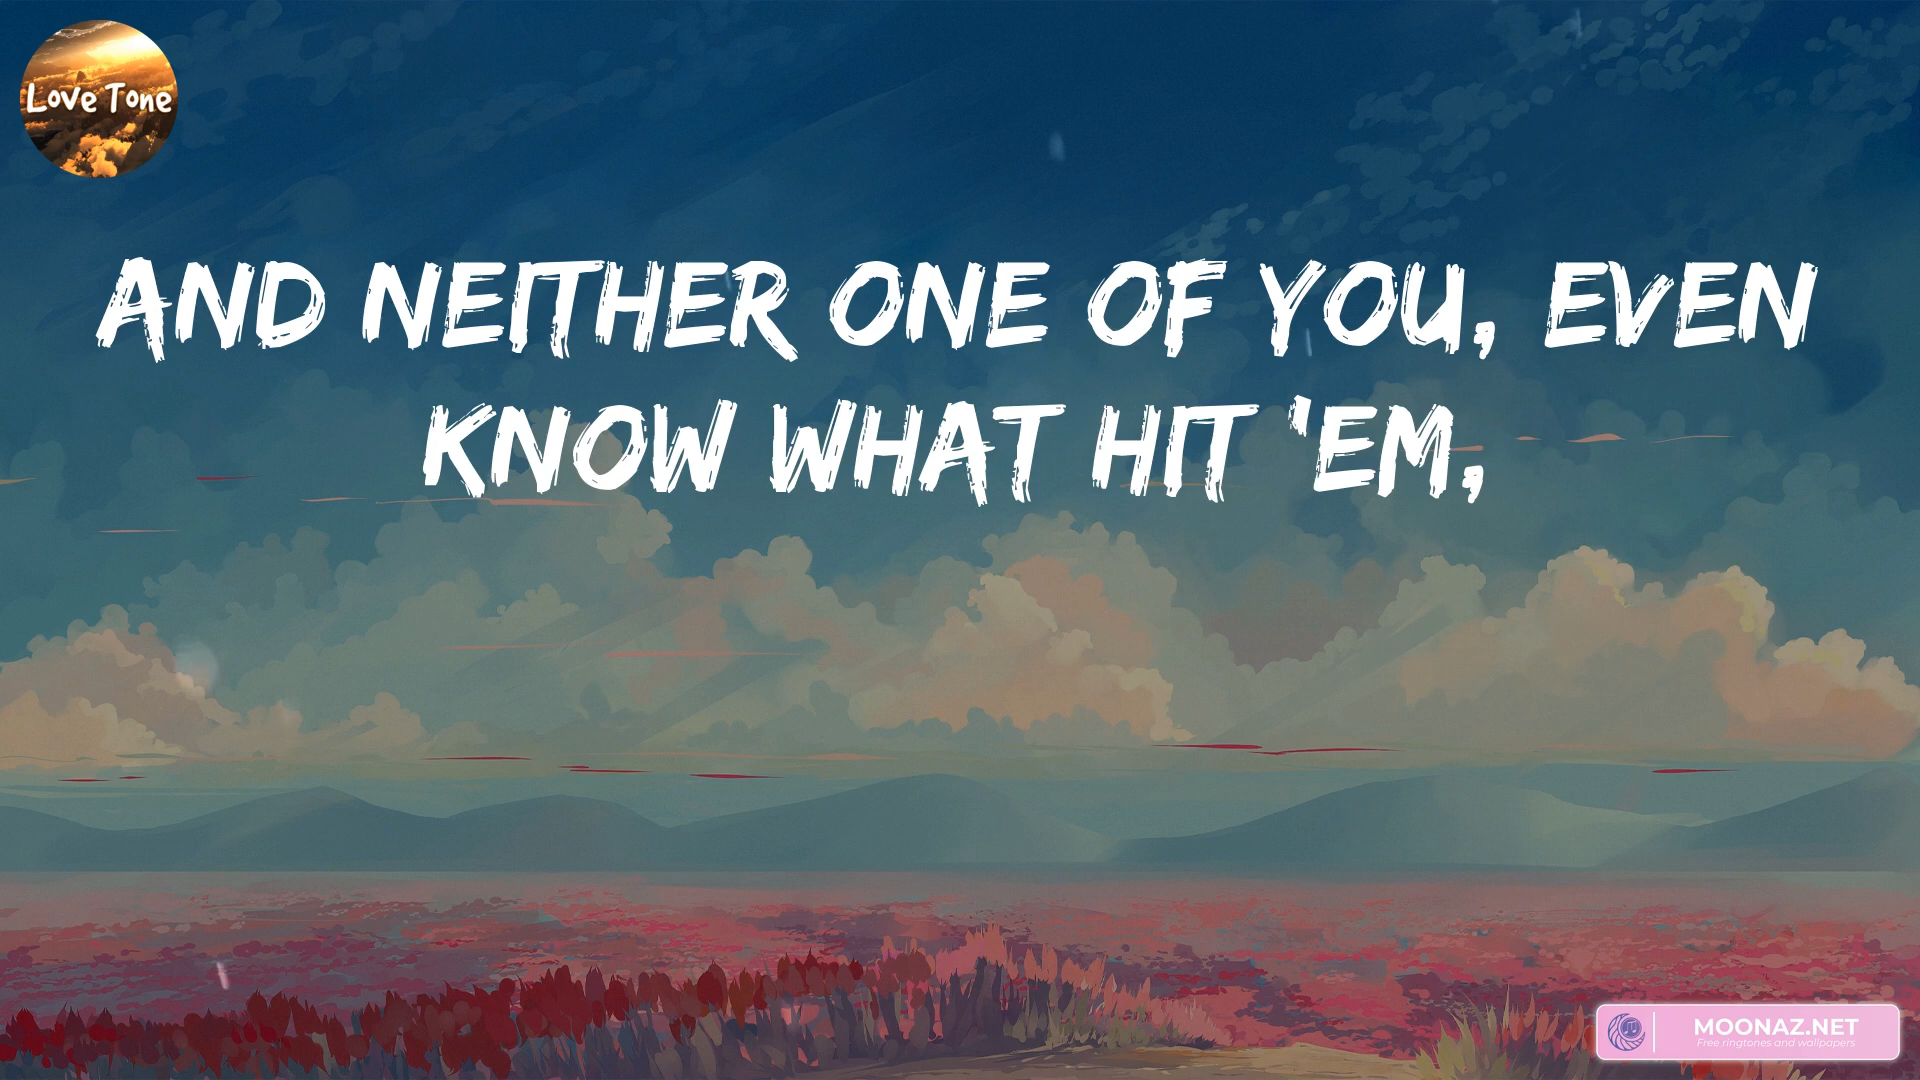 Love Tone
AND NEITHER ONE OF YOU, EVEN
KNOW WHAT HIT 'EM,
MOONAZ.NET
Free ringtones and wallpapers